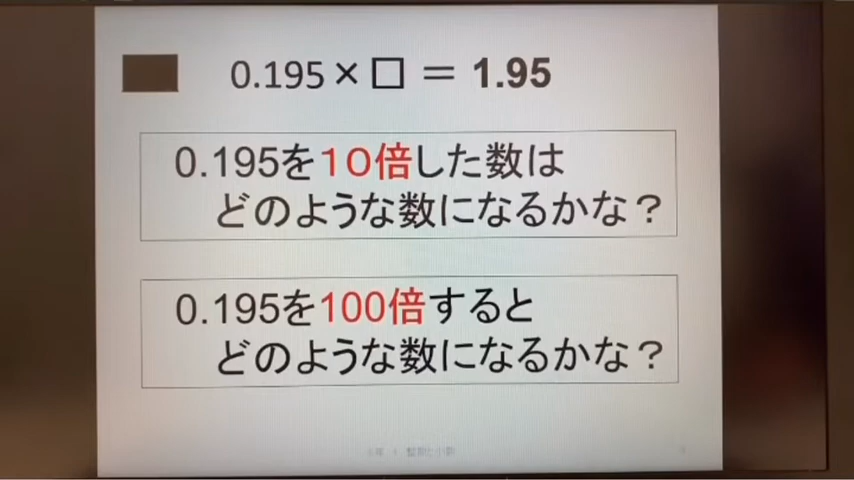 0.195×□＝1.95
0.195を１０倍した数は
どのような数になるかな？
0.195を100倍すると
どのような数になるかな？